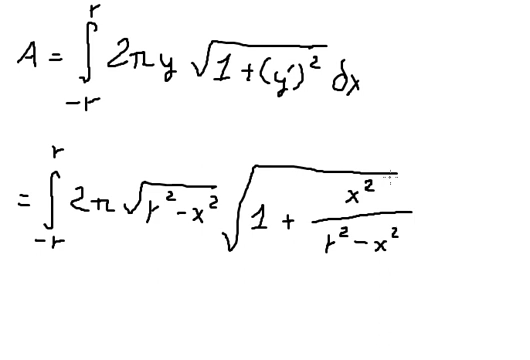 A = ∫_{-r}^{r} 2πy √(1+(y')²) dx
= ∫_{-r}^{r} 2π √(r²-x²) √(1 + x²/(r²-x²))